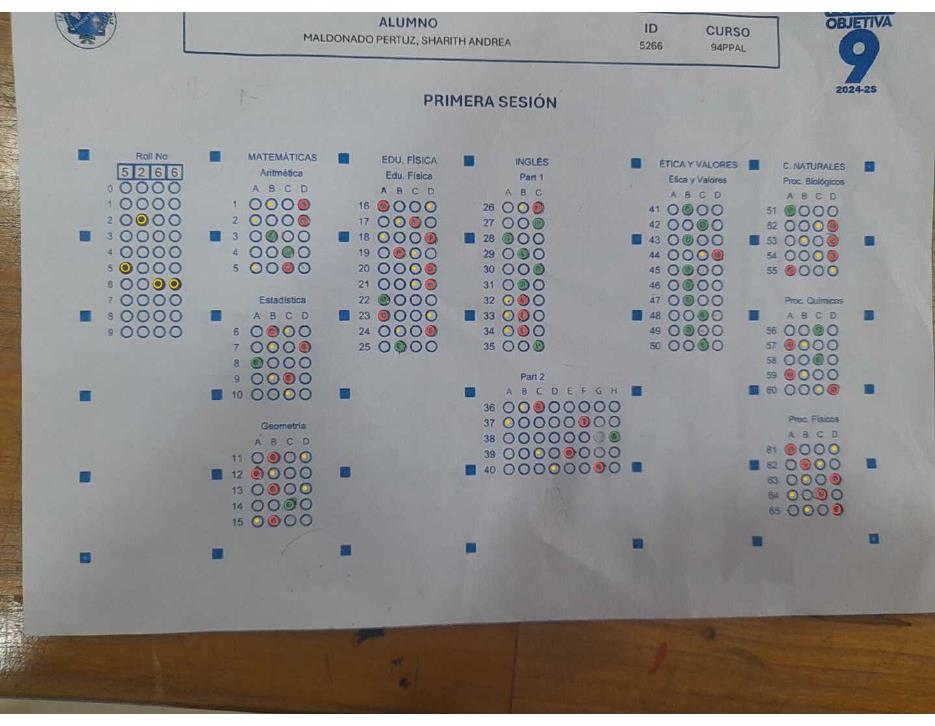 ALUMNO
MALDONADO PERTUZ, SHARITH ANDREA
ID
5266
CURSO
94PPAL
OBJETIVA
9
2024-2S
PRIMERA SESIÓN
Roll No
5 2 6 6
0
1
2
3
4
5
6
7
8
9
MATEMÁTICAS
Aritmética
A B C D
1
2
3
4
5
Estadística
A B C D
6
7
8
9
10
Geometría
A B C D
11
12
13
14
15
EDU. FÍSICA
Edu. Física
A B C D
16
17
18
19
20
21
22
23
24
25
INGLÉS
Part 1
A B C
26
27
28
29
30
31
32
33
34
35
Part 2
A B C D E F G H
36
37
38
39
40
ÉTICA Y VALORES
Ética y Valores
A B C D
41
42
43
44
45
46
47
48
49
50
C. NATURALES
Proc. Biológicos
A B C D
51
52
53
54
55
Proc. Químicos
A B C D
56
57
58
59
60
Proc. Físicos
A B C D
61
62
63
64
65